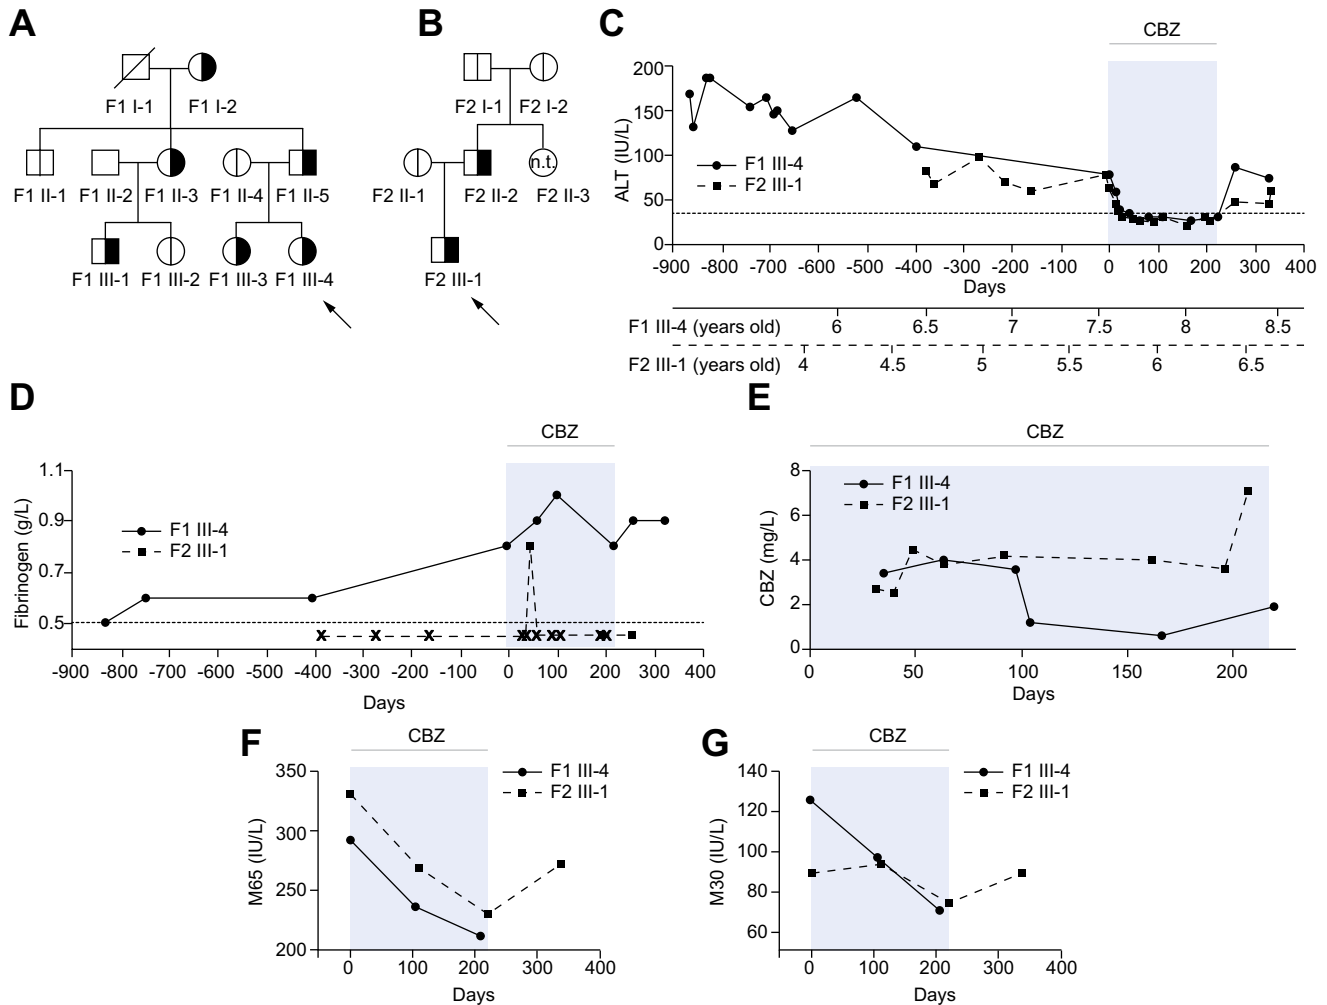 A
F1 I-1 F1 I-2
F1 II-1 F1 II-2 F1 II-3 F1 II-4 F1 II-5
F1 III-1 F1 III-2 F1 III-3 F1 III-4
B
F2 I-1 F2 I-2
n.t.
F2 II-1 F2 II-2 F2 II-3
F2 III-1
C
CBZ
ALT (IU/L)
200
150
100
50
0
F1 III-4
F2 III-1
-900 -800 -700 -600 -500 -400 -300 -200 -100 0 100 200 300 400
Days
F1 III-4 (years old) 6 6.5 7 7.5 8 8.5
F2 III-1 (years old) 4 4.5 5 5.5 6 6.5
D
CBZ
Fibrinogen (g/L)
1.1
0.9
0.7
0.5
F1 III-4
F2 III-1
X X X X X X X X X X
-900 -800 -700 -600 -500 -400 -300 -200 -100 0 100 200 300 400
Days
E
CBZ
CBZ (mg/L)
8
6
4
2
0
F1 III-4
F2 III-1
0 50 100 150 200
Days
F
CBZ
M65 (IU/L)
350
300
250
200
F1 III-4
F2 III-1
0 100 200 300 400
Days
G
CBZ
M30 (IU/L)
140
120
100
80
60
F1 III-4
F2 III-1
0 100 200 300 400
Days